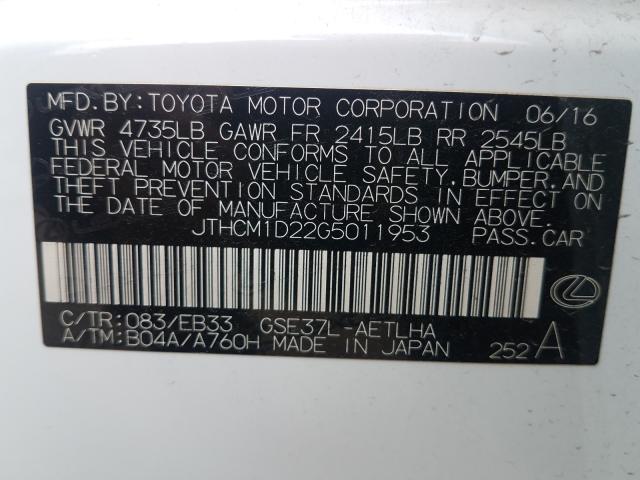 MFD.BY:TOYOTA MOTOR CORPORATION 06/16
GVWR 4735LB GAWR FR 2415LB RR 2545LB
THIS VEHICLE CONFORMS TO ALL APPLICABLE
FEDERAL MOTOR VEHICLE SAFETY,BUMPER,AND
THEFT PREVENTION STANDARDS IN EFFECT ON
THE DATE OF MANUFACTURE SHOWN ABOVE.
JTHCM1D22G5011953 PASS.CAR
C/TR:083/EB33 GSE37L-AETLHA
A/TM:B04A/A760H MADE IN JAPAN 252A